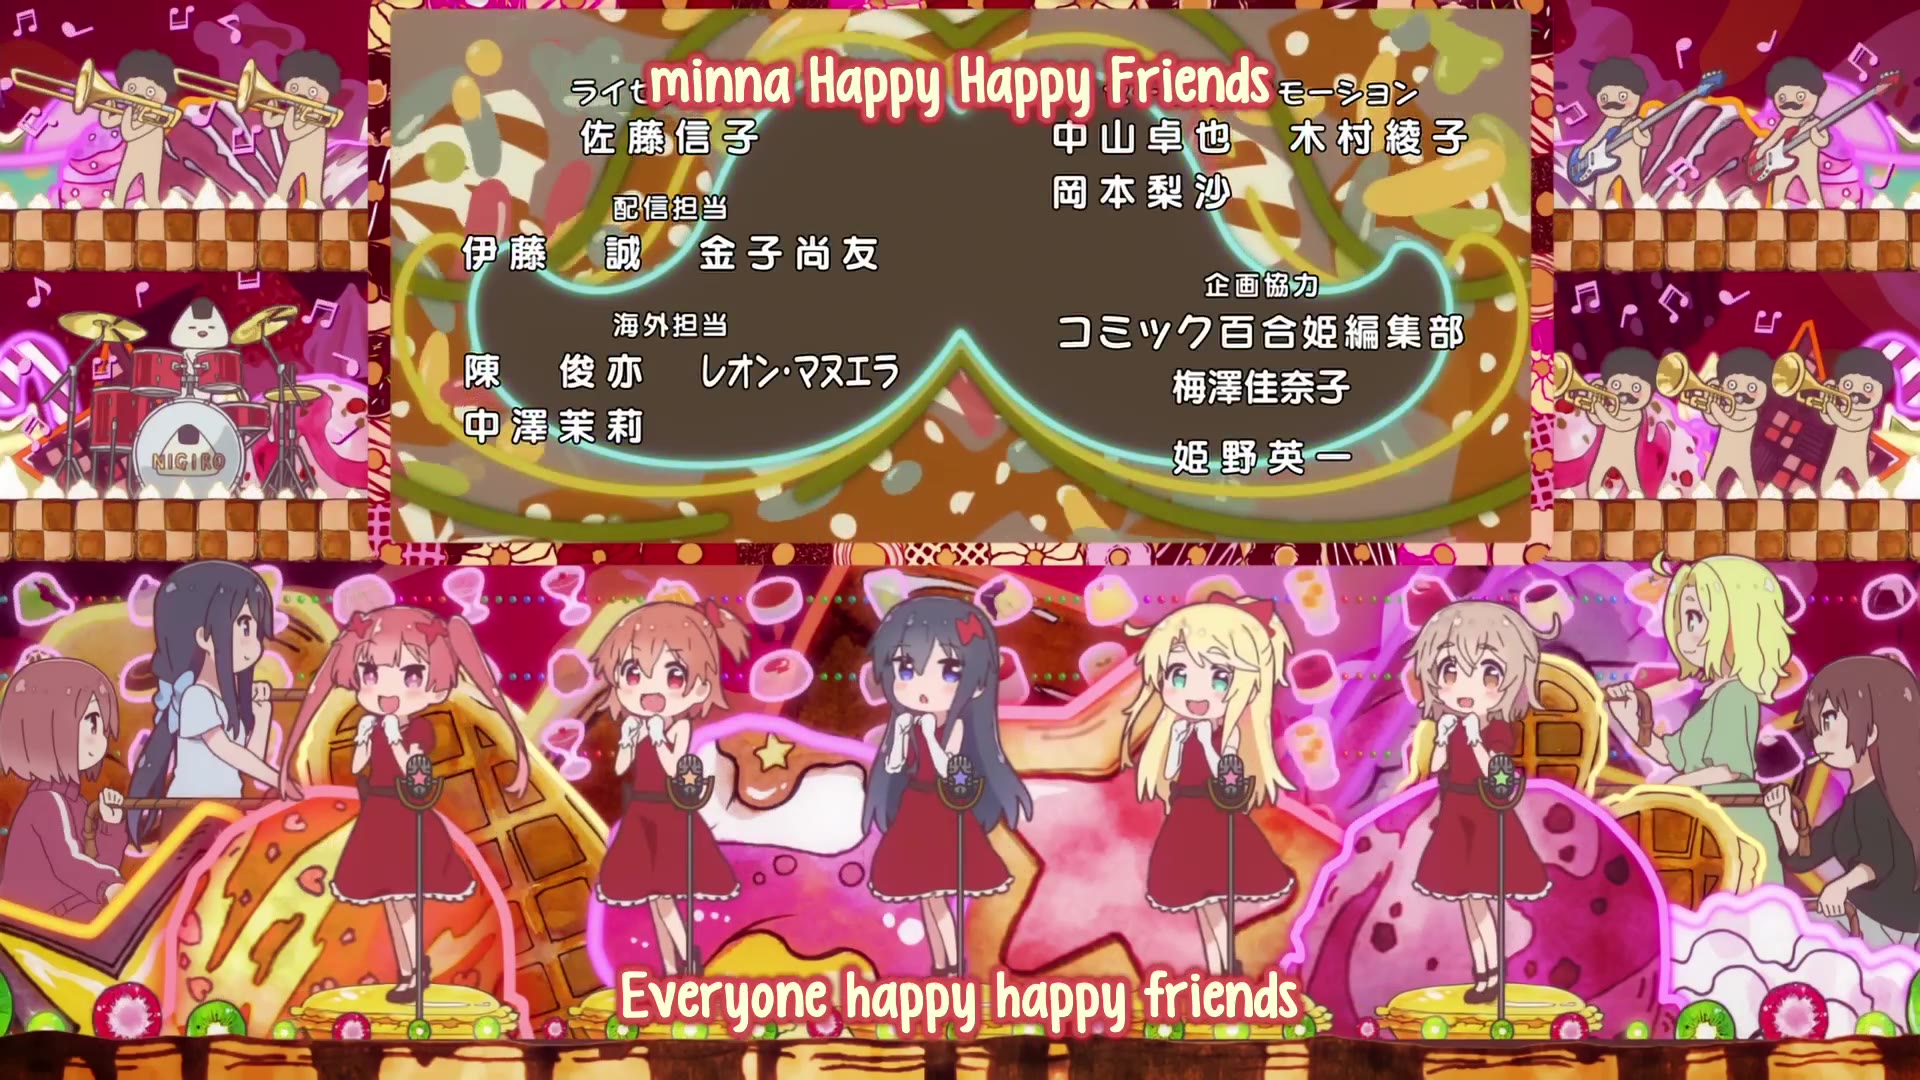 minna Happy Happy Friends
モーション
佐藤信子
中山卓也 木村綾子
岡本梨沙
配信担当
伊藤 誠 金子尚友
海外担当
陳 俊亦 レオン・マヌエラ
中澤茉莉
企画協力
コミック百合姫編集部
梅澤佳奈子
姫野英一
NIGIRO
Everyone happy happy friends